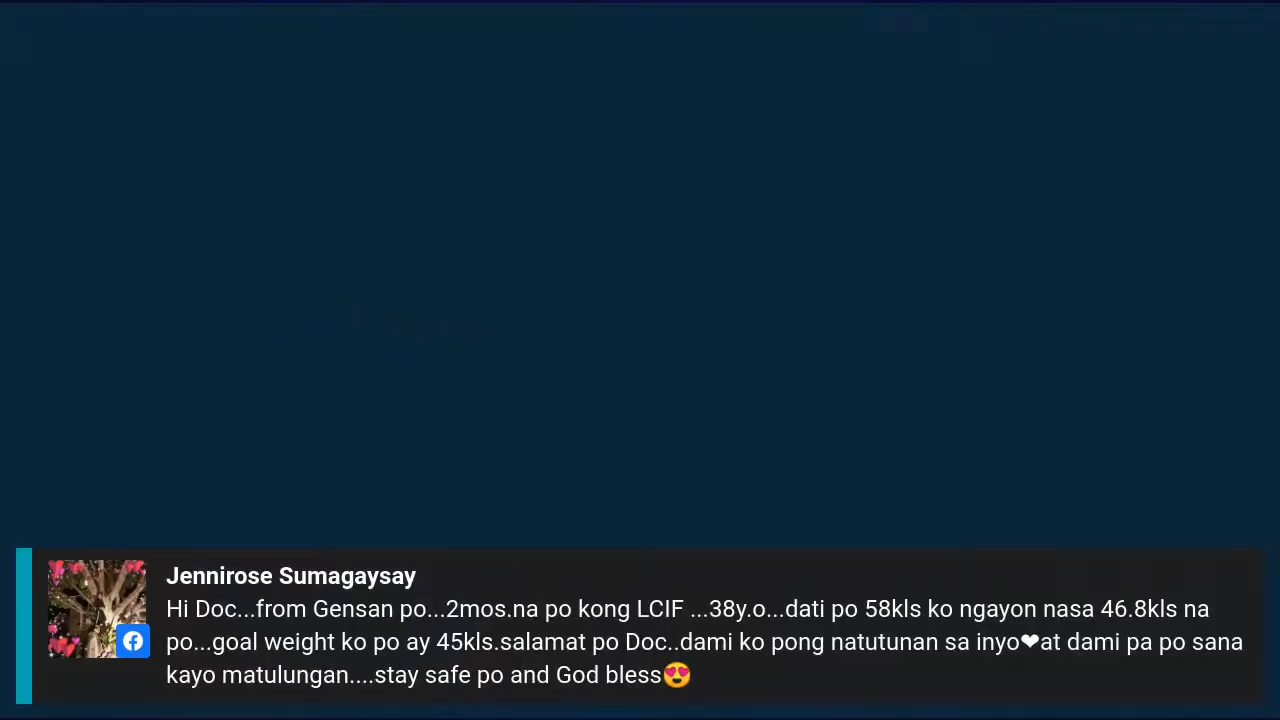 Jennirose Sumagaysay
Hi Doc...from Gensan po...2mos.na po kong LCIF ...38y.o...dati po 58kls ko ngayon nasa 46.8kls na
po...goal weight ko po ay 45kls.salamat po Doc..dami ko pong natutunan sa inyo❤at dami pa po sana
kayo matulungan....stay safe po and God bless😍